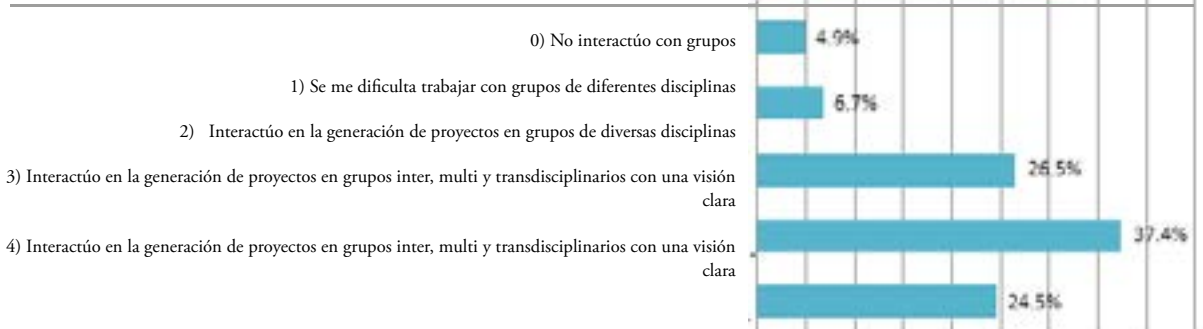 0) No interactúo con grupos
4.9%
1) Se me dificulta trabajar con grupos de diferentes disciplinas
6.7%
2) Interactúo en la generación de proyectos en grupos de diversas disciplinas
26.5%
3) Interactúo en la generación de proyectos en grupos inter, multi y transdisciplinarios con una visión
clara
37.4%
4) Interactúo en la generación de proyectos en grupos inter, multi y transdisciplinarios con una visión
clara
24.5%